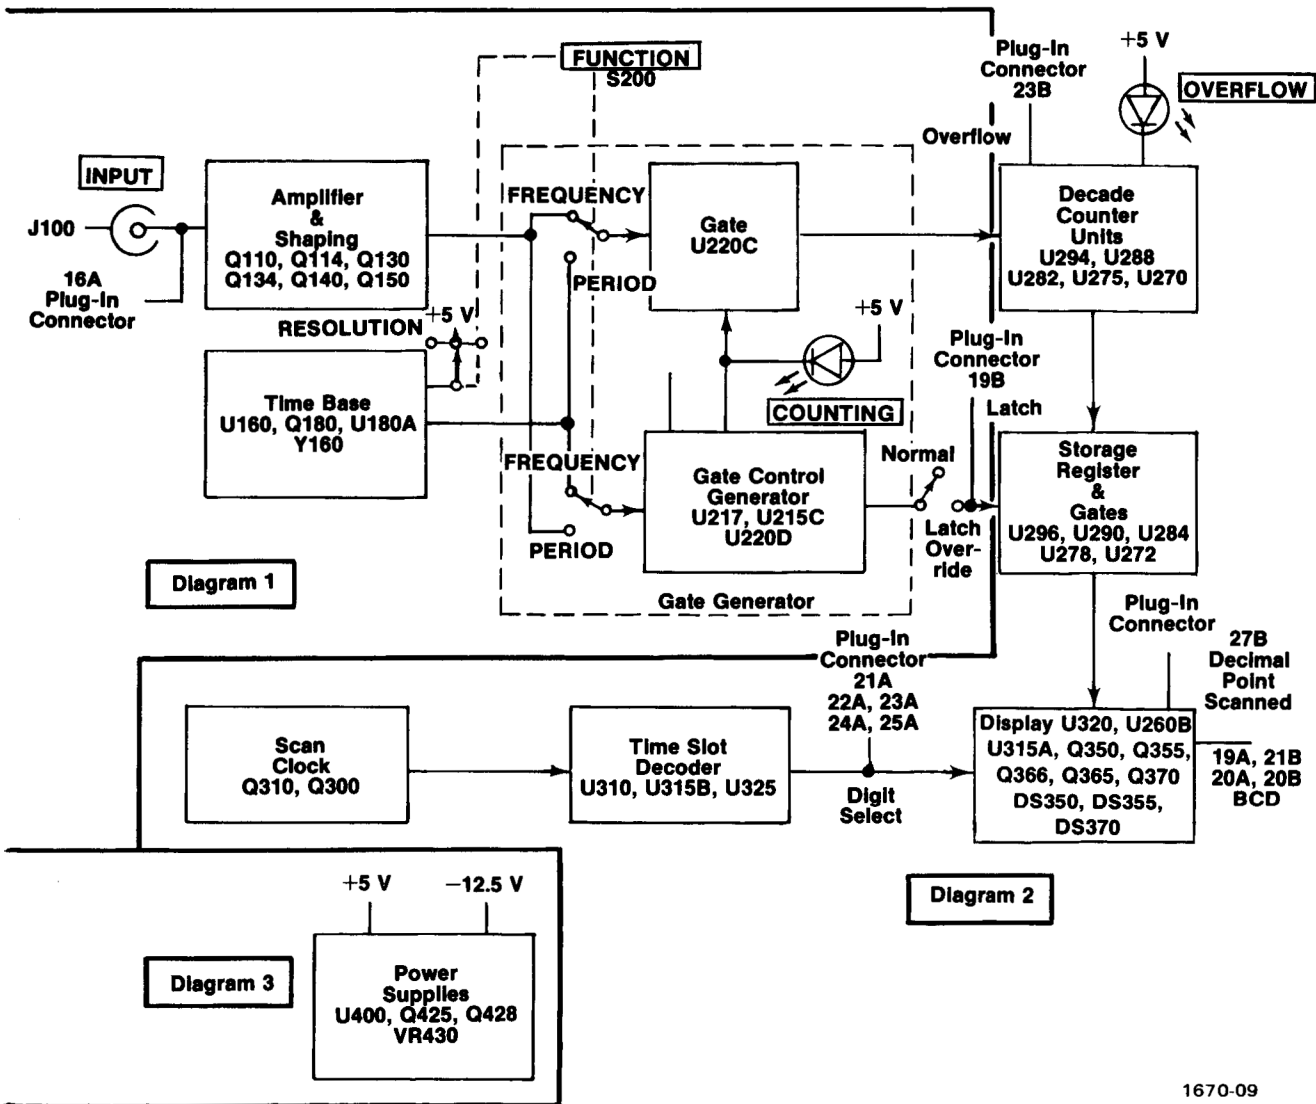 FUNCTION
S200
Plug-In
Connector
23B
+5 V
OVERFLOW
Overflow
INPUT
J100
16A
Plug-In
Connector
Amplifier
&
Shaping
Q110, Q114, Q130
Q134, Q140, Q150
FREQUENCY
PERIOD
Gate
U220C
Decade
Counter
Units
U294, U288
U282, U275, U270
RESOLUTION
+5 V
+5 V
COUNTING
Plug-In
Connector
19B
Latch
Time Base
U160, Q180, U180A
Y160
FREQUENCY
PERIOD
Gate Control
Generator
U217, U215C
U220D
Normal
Latch
Over-
ride
Storage
Register
&
Gates
U296, U290, U284
U278, U272
Diagram 1
Gate Generator
Plug-In
Connector
21A
22A, 23A
24A, 25A
Plug-In
Connector
27B
Decimal
Point
Scanned
Scan
Clock
Q310, Q300
Time Slot
Decoder
U310, U315B, U325
Digit
Select
Display U320, U260B
U315A, Q350, Q355,
Q366, Q365, Q370
DS350, DS355,
DS370
19A, 21B
20A, 20B
BCD
Diagram 2
+5 V
−12.5 V
Diagram 3
Power
Supplies
U400, Q425, Q428
VR430
1670-09